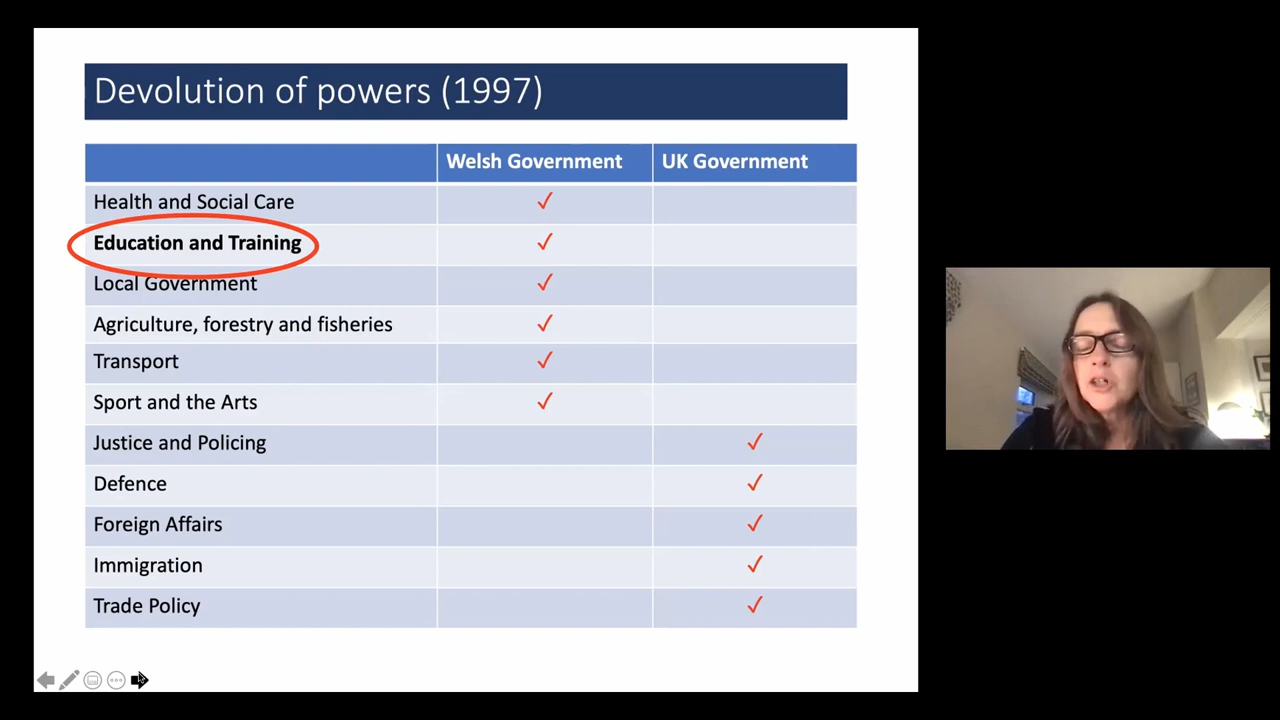 Devolution of powers (1997)
Welsh Government UK Government
Health and Social Care ✓
Education and Training ✓
Local Government ✓
Agriculture, forestry and fisheries ✓
Transport ✓
Sport and the Arts ✓
Justice and Policing ✓
Defence ✓
Foreign Affairs ✓
Immigration ✓
Trade Policy ✓